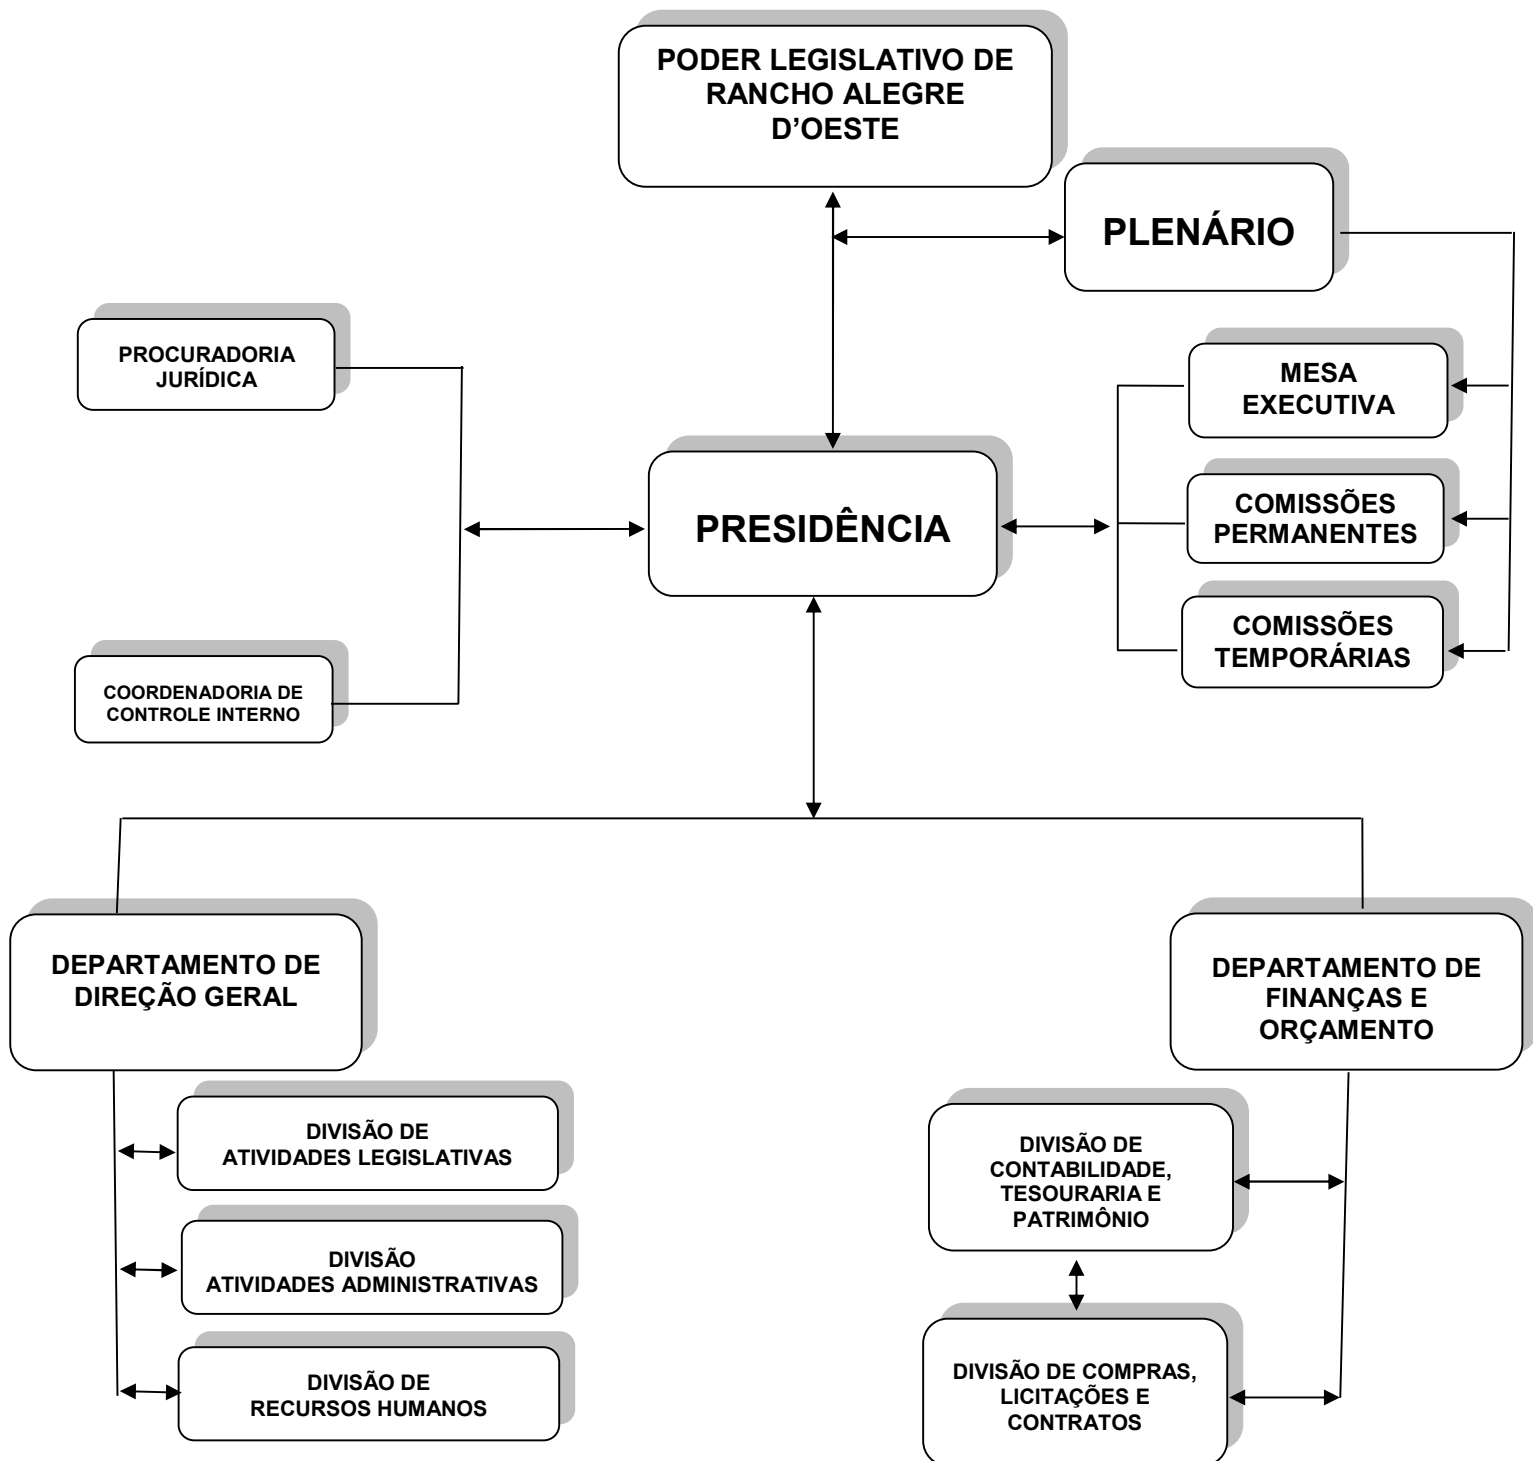 PODER LEGISLATIVO DE
RANCHO ALEGRE
D’OESTE
PLENÁRIO
PROCURADORIA
JURÍDICA
MESA
EXECUTIVA
PRESIDÊNCIA
COMISSÕES
PERMANENTES
COMISSÕES
TEMPORÁRIAS
COORDENADORIA DE
CONTROLE INTERNO
DEPARTAMENTO DE
DIREÇÃO GERAL
DEPARTAMENTO DE
FINANÇAS E
ORÇAMENTO
DIVISÃO DE
ATIVIDADES LEGISLATIVAS
DIVISÃO
ATIVIDADES ADMINISTRATIVAS
DIVISÃO DE
RECURSOS HUMANOS
DIVISÃO DE
CONTABILIDADE,
TESOURARIA E
PATRIMÔNIO
DIVISÃO DE COMPRAS,
LICITAÇÕES E
CONTRATOS